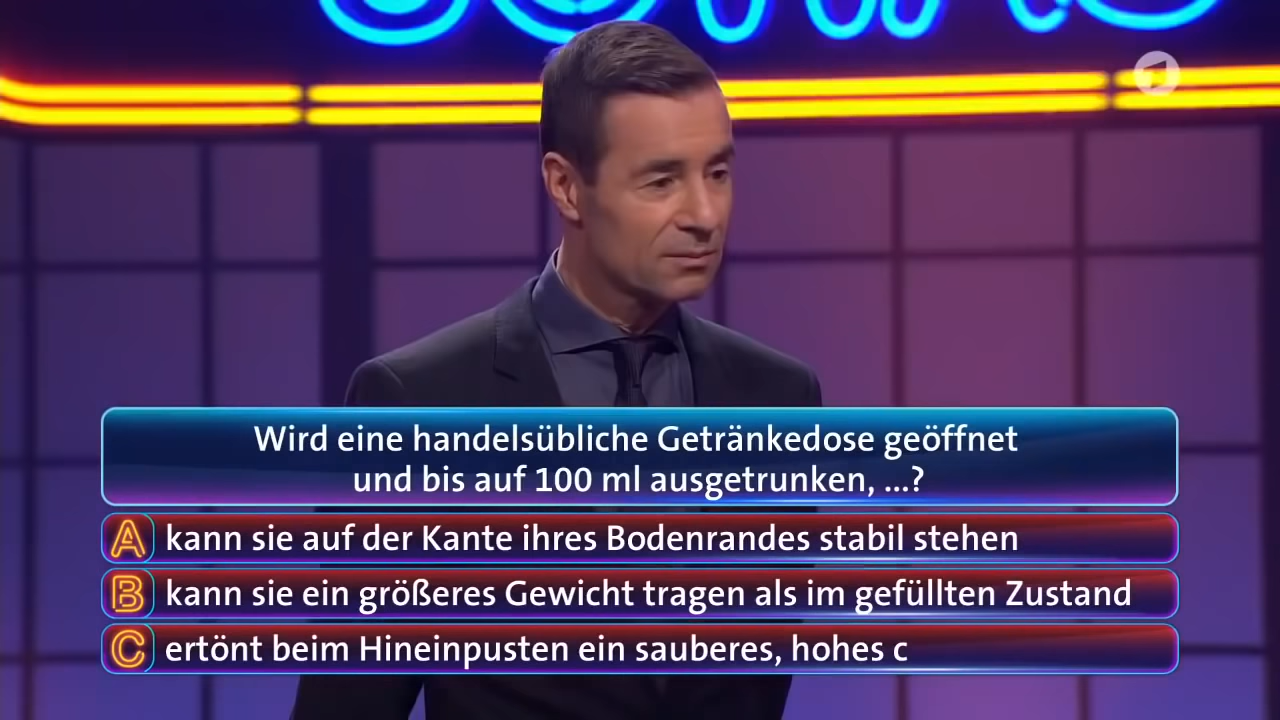 Wird eine handelsübliche Getränkedose geöffnet
und bis auf 100 ml ausgetrunken, ...?
A kann sie auf der Kante ihres Bodenrandes stabil stehen
B kann sie ein größeres Gewicht tragen als im gefüllten Zustand
C ertönt beim Hineinpusten ein sauberes, hohes c